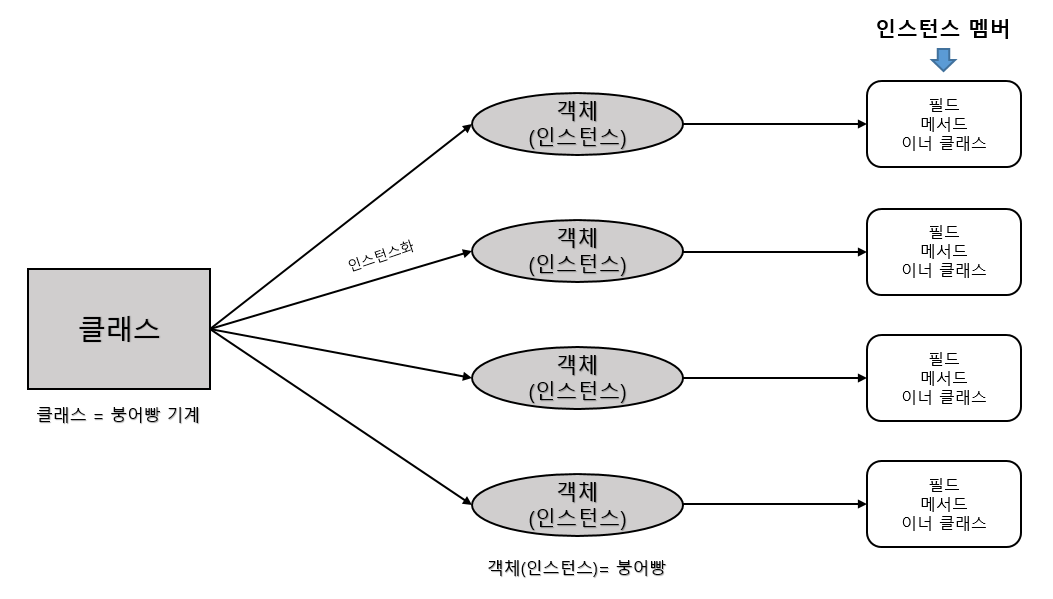 인스턴스 멤버
객체
(인스턴스)
필드
메서드
이너 클래스
객체
(인스턴스)
필드
메서드
이너 클래스
인스턴스화
클래스
클래스 = 붕어빵 기계
객체
(인스턴스)
필드
메서드
이너 클래스
객체
(인스턴스)
필드
메서드
이너 클래스
객체(인스턴스)= 붕어빵